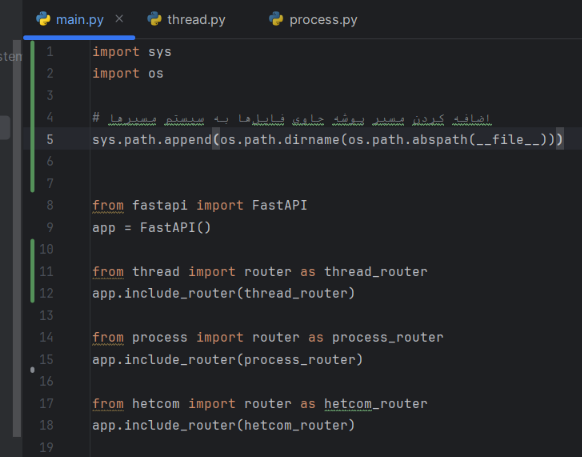 main.py
thread.py
process.py
1 import sys
2 import os
3
4 # اضافه کردن مسیر پوشه حاوی فایل‌ها به سیستم مسیرها
5 sys.path.append(os.path.dirname(os.path.abspath(__file__)))
6
7
8 from fastapi import FastAPI
9 app = FastAPI()
10
11 from thread import router as thread_router
12 app.include_router(thread_router)
13
14 from process import router as process_router
15 app.include_router(process_router)
16
17 from hetcom import router as hetcom_router
18 app.include_router(hetcom_router)
19